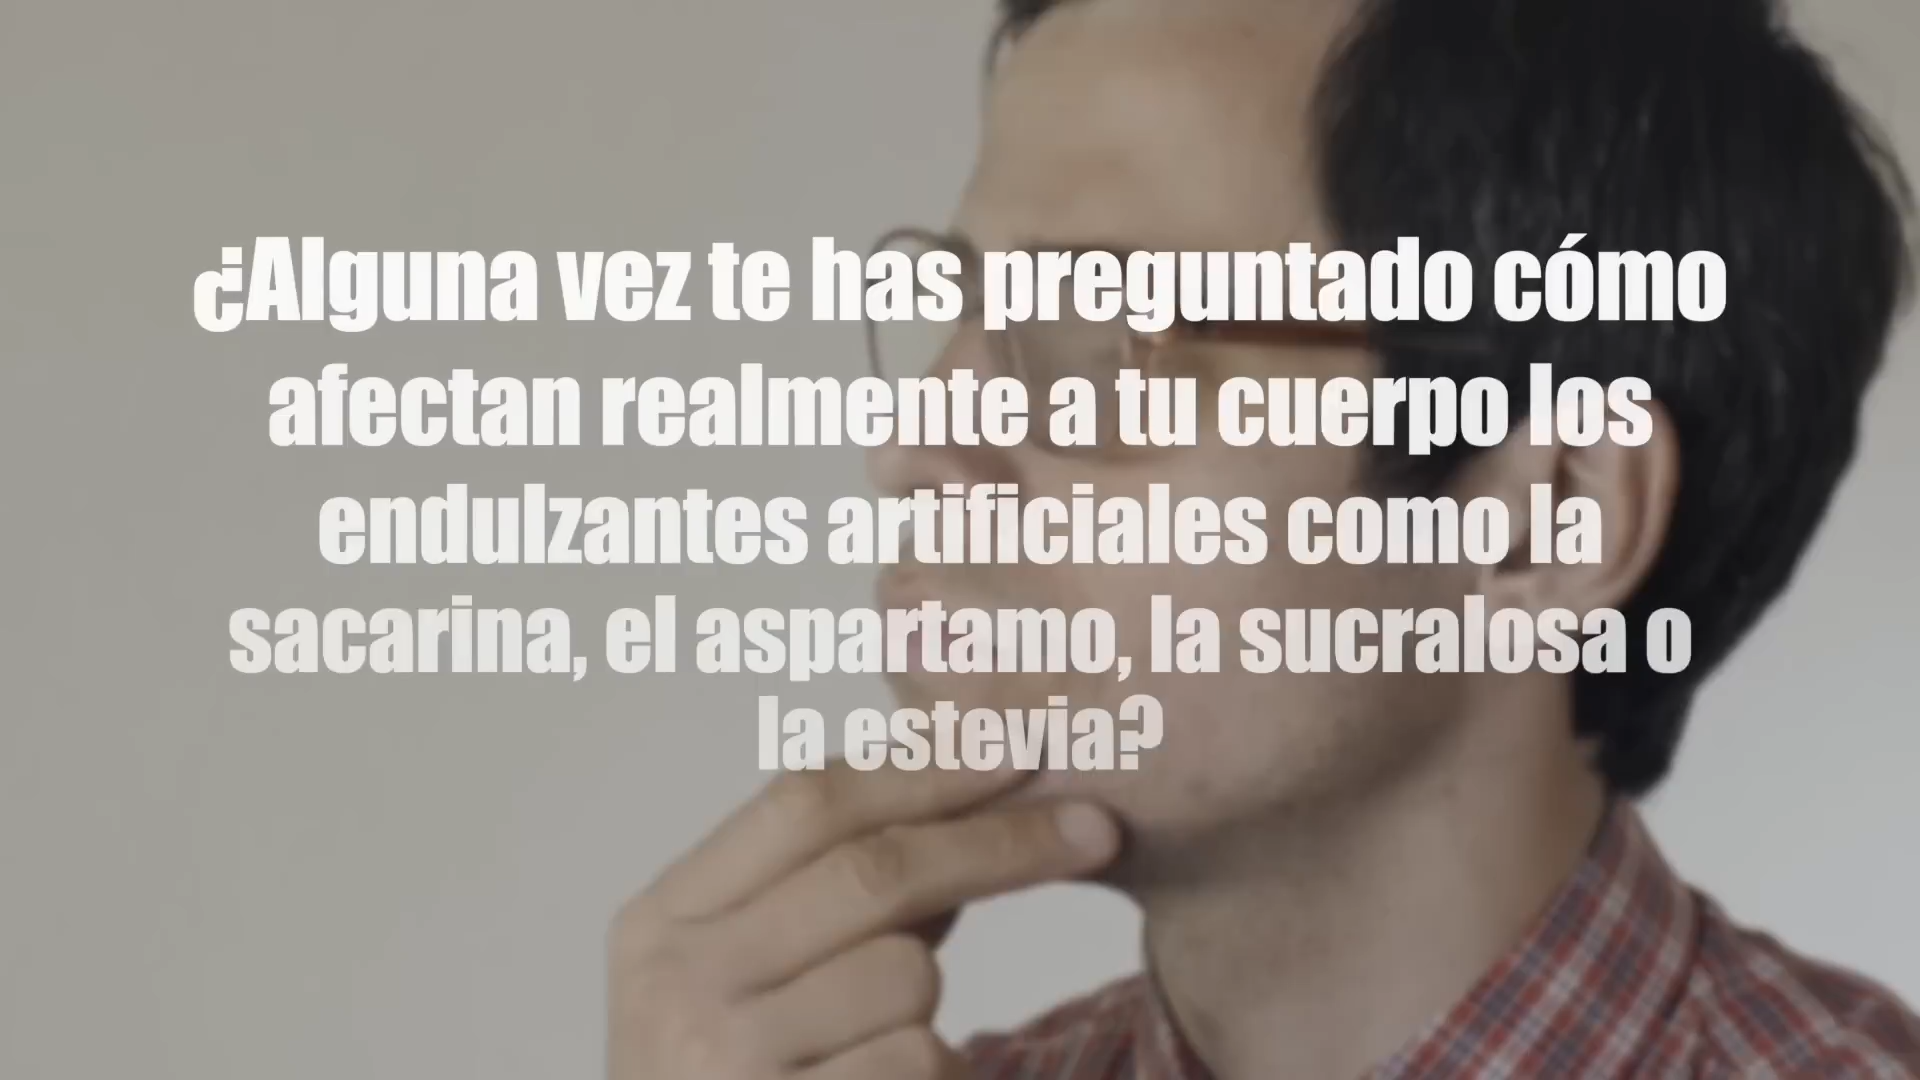 ¿Alguna vez te has preguntado cómo
afectan realmente a tu cuerpo los
endulzantes artificiales como la
sacarina, el aspartamo, la sucralosa o
la estevia?